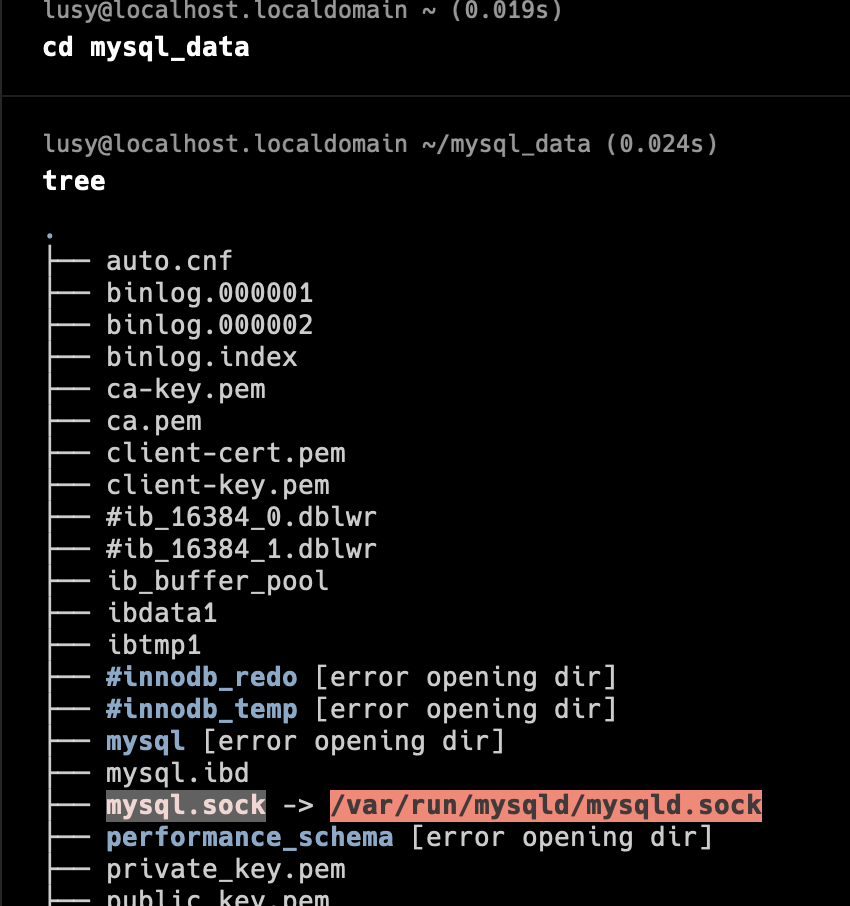 lusy@localhost.localdomain ~ (0.019s)
cd mysql_data
lusy@localhost.localdomain ~/mysql_data (0.024s)
tree
.
├── auto.cnf
├── binlog.000001
├── binlog.000002
├── binlog.index
├── ca-key.pem
├── ca.pem
├── client-cert.pem
├── client-key.pem
├── #ib_16384_0.dblwr
├── #ib_16384_1.dblwr
├── ib_buffer_pool
├── ibdata1
├── ibtmp1
├── #innodb_redo [error opening dir]
├── #innodb_temp [error opening dir]
├── mysql [error opening dir]
├── mysql.ibd
├── mysql.sock -> /var/run/mysqld/mysqld.sock
├── performance_schema [error opening dir]
├── private_key.pem
├── public_key.pem